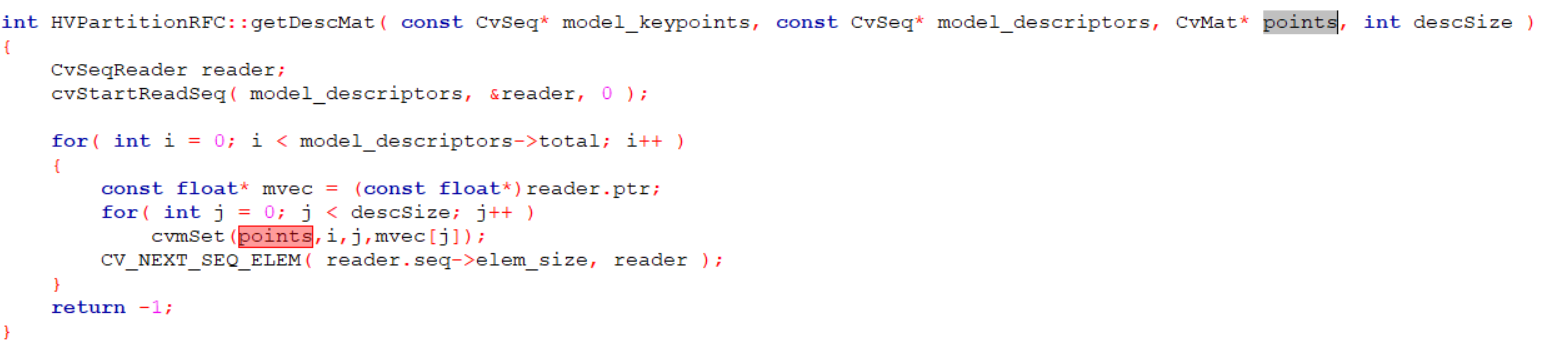 int HVPartitionRFC::getDescMat( const CvSeq* model_keypoints, const CvSeq* model_descriptors, CvMat* points, int descSize )
{
    CvSeqReader reader;
    cvStartReadSeq( model_descriptors, &reader, 0 );

    for( int i = 0; i < model_descriptors->total; i++ )
    {
        const float* mvec = (const float*)reader.ptr;
        for( int j = 0; j < descSize; j++ )
            cvmSet(points,i,j,mvec[j]);
        CV_NEXT_SEQ_ELEM( reader.seq->elem_size, reader );
    }
    return -1;
}